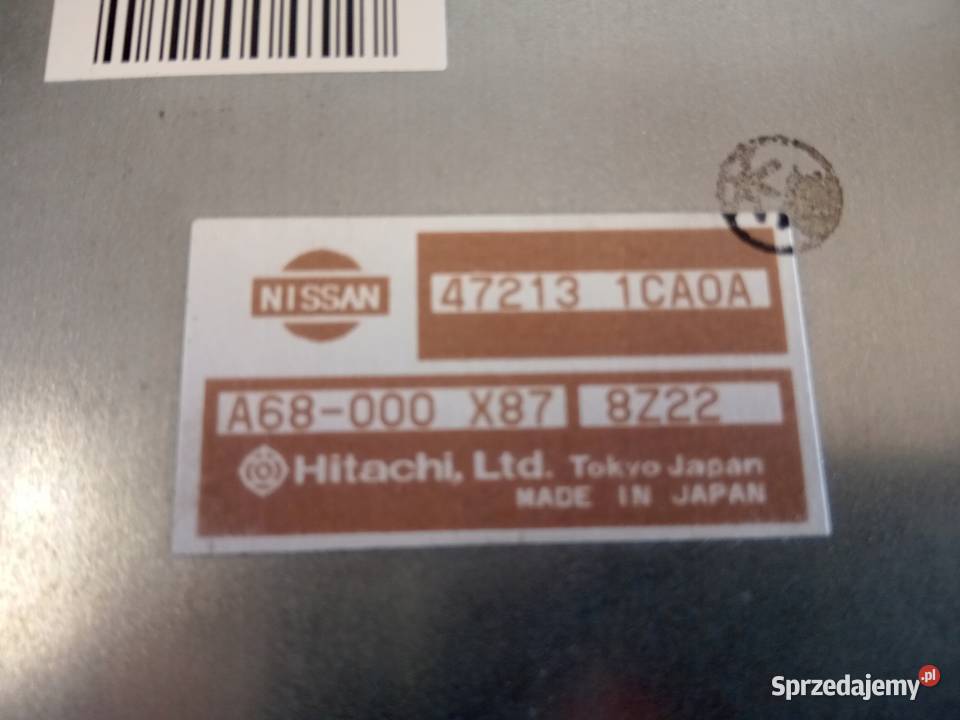 NISSAN
47213 1CA0A
A68-000 X87 8Z22
Hitachi, Ltd. Tokyo Japan
MADE IN JAPAN
Sprzedajemy.pl